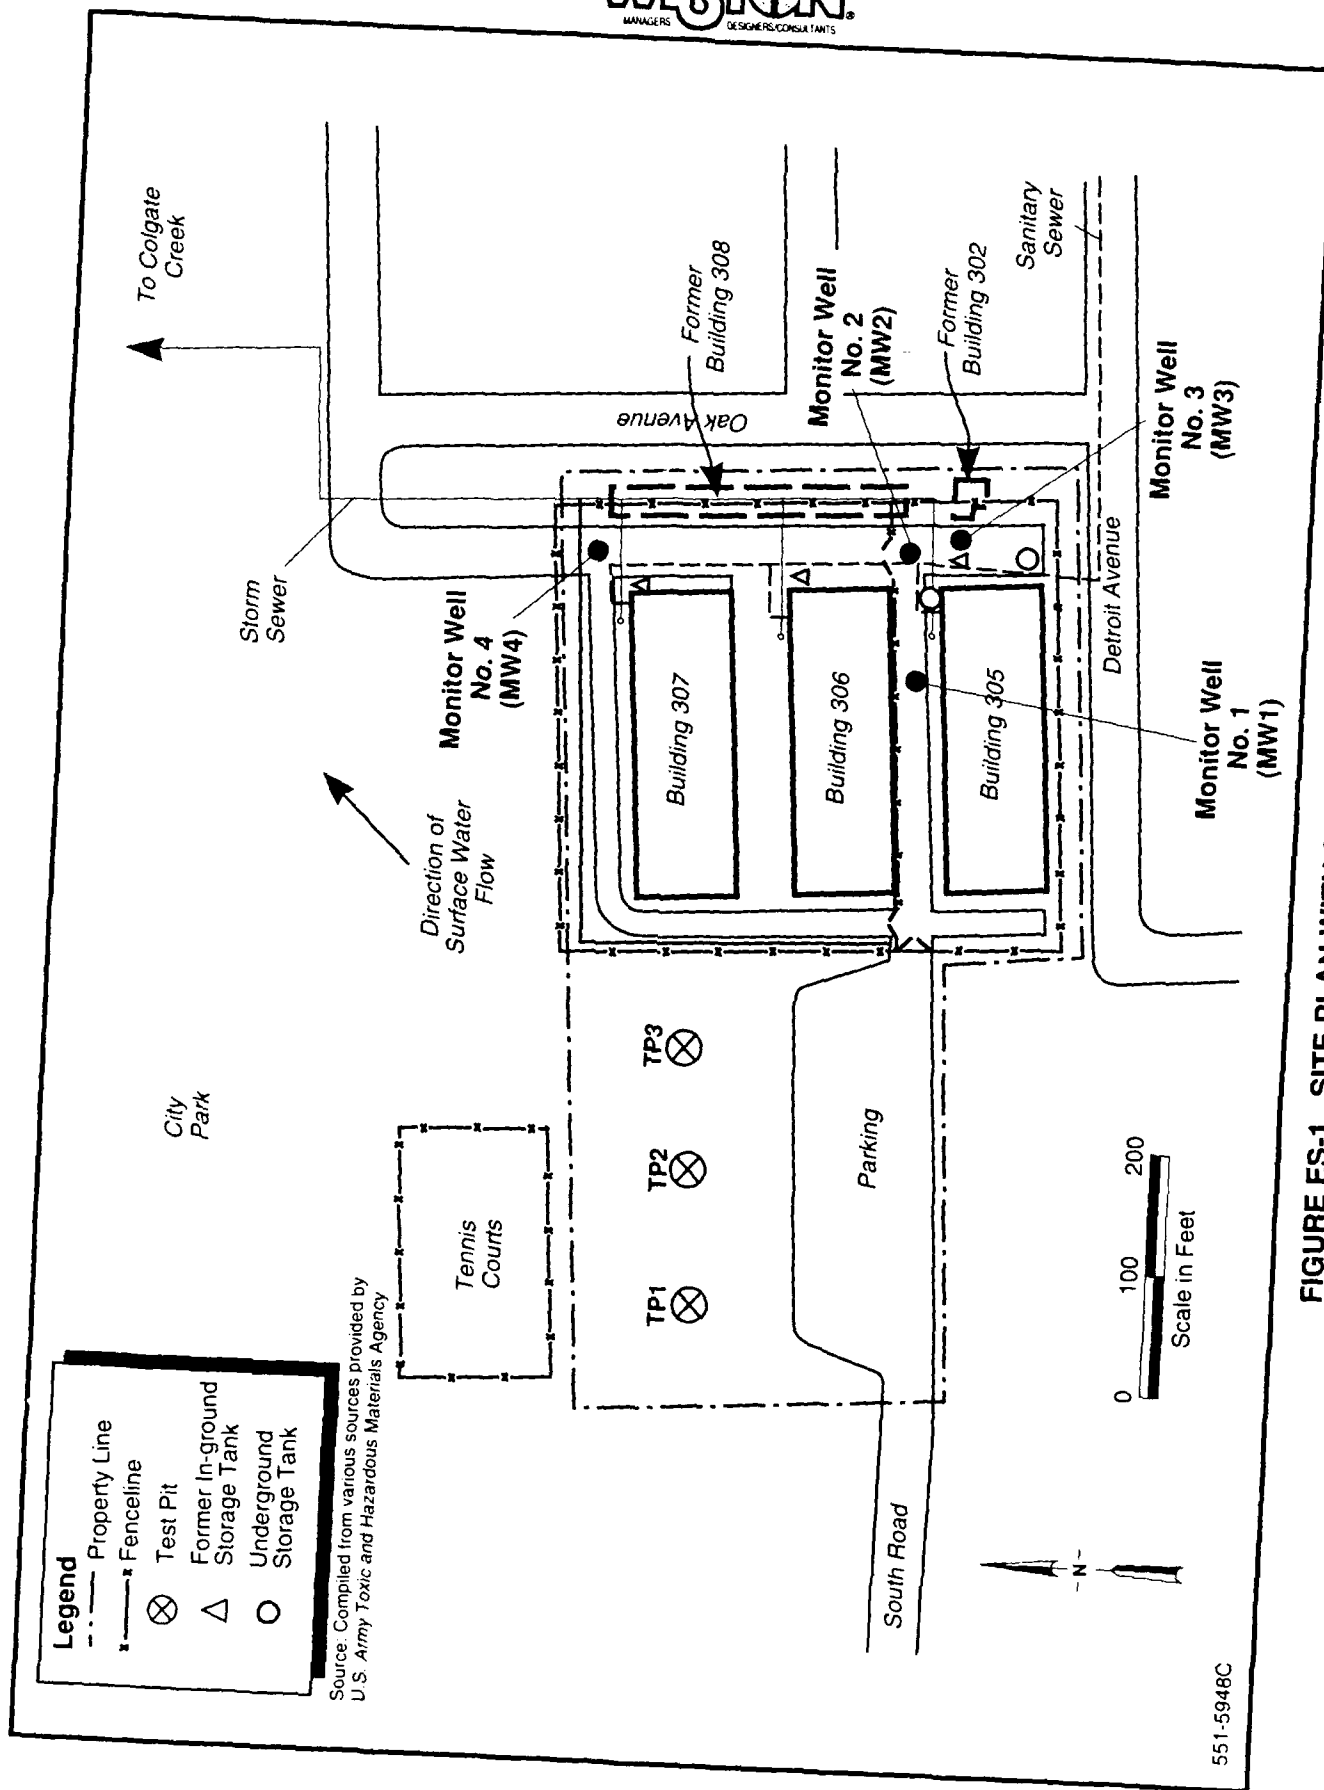 MANAGERS
DESIGNERS/CONSULTANTS
Legend
Property Line
Fenceline
Test Pit
Former In-ground
Storage Tank
Underground
Storage Tank
Source: Compiled from various sources provided by
U.S. Army Toxic and Hazardous Materials Agency
City
Park
To Colgate
Creek
Storm
Sewer
Direction of
Surface Water
Flow
Tennis
Courts
Monitor Well
No. 4
(MW4)
Former
Building 308
Oak Avenue
TP1
TP2
TP3
Building 307
Building 306
Building 305
Monitor Well
No. 2
(MW2)
Former
Building 302
Sanitary
Sewer
Parking
South Road
Detroit Avenue
Monitor Well
No. 3
(MW3)
Monitor Well
No. 1
(MW1)
0 100 200
Scale in Feet
N
551-5948C
FIGURE ES-1 SITE PLAN